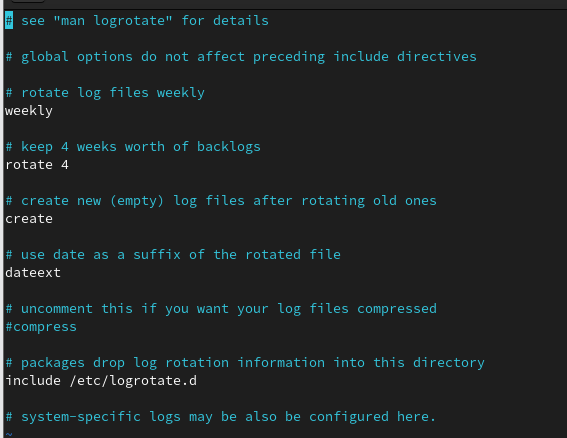 # see "man logrotate" for details
# global options do not affect preceding include directives
# rotate log files weekly
weekly
# keep 4 weeks worth of backlogs
rotate 4
# create new (empty) log files after rotating old ones
create
# use date as a suffix of the rotated file
dateext
# uncomment this if you want your log files compressed
#compress
# packages drop log rotation information into this directory
include /etc/logrotate.d
# system-specific logs may be also be configured here.
~